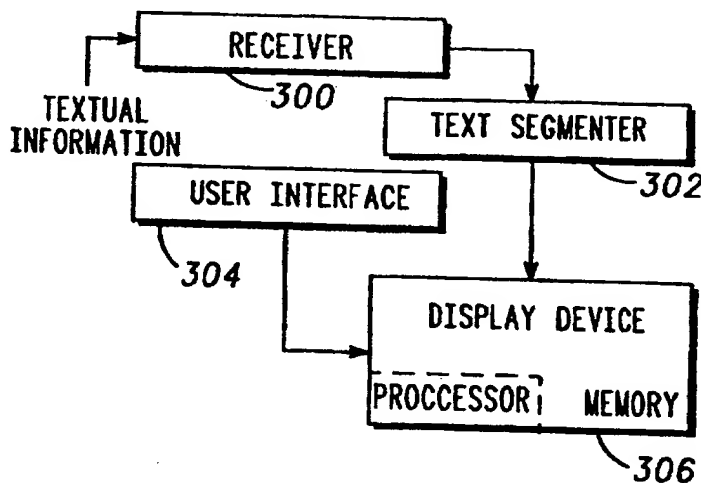 RECEIVER
300
TEXTUAL
INFORMATION
TEXT SEGMENTER
302
USER INTERFACE
304
DISPLAY DEVICE
PROCCESSOR
MEMORY
306